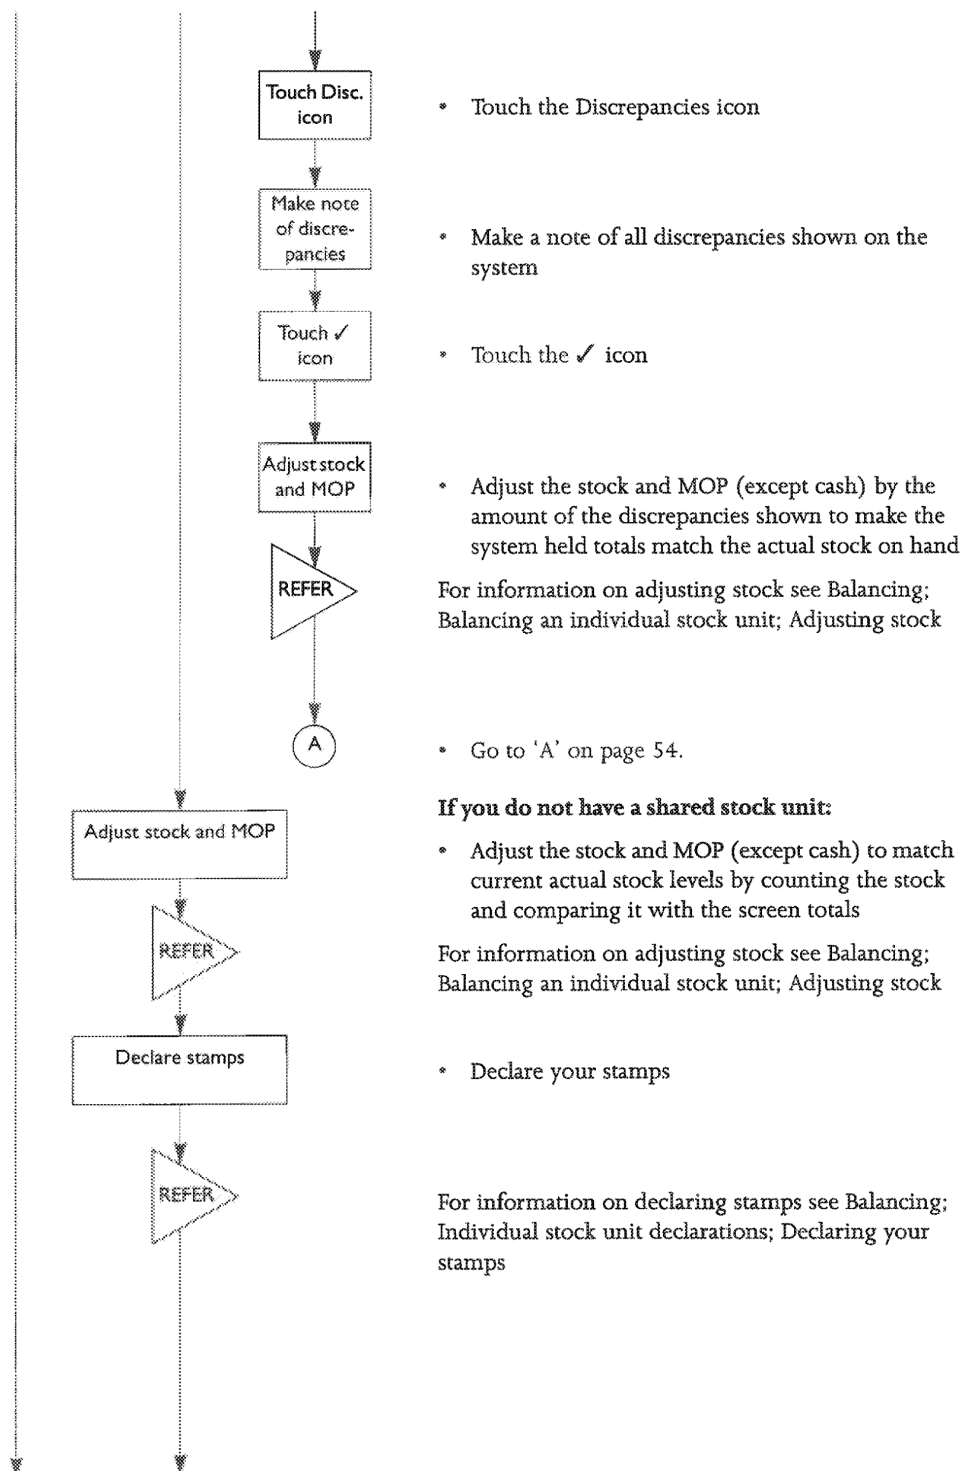 Touch Disc.
icon
• Touch the Discrepancies icon
Make note
of discre-
pancies
• Make a note of all discrepancies shown on the
system
Touch ✓
icon
• Touch the ✓ icon
Adjust stock
and MOP
• Adjust the stock and MOP (except cash) by the
amount of the discrepancies shown to make the
system held totals match the actual stock on hand
REFER
For information on adjusting stock see Balancing;
Balancing an individual stock unit; Adjusting stock
A
• Go to ‘A’ on page 54.
If you do not have a shared stock unit:
Adjust stock and MOP
• Adjust the stock and MOP (except cash) to match
current actual stock levels by counting the stock
and comparing it with the screen totals
REFER
For information on adjusting stock see Balancing;
Balancing an individual stock unit; Adjusting stock
Declare stamps
• Declare your stamps
REFER
For information on declaring stamps see Balancing;
Individual stock unit declarations; Declaring your
stamps